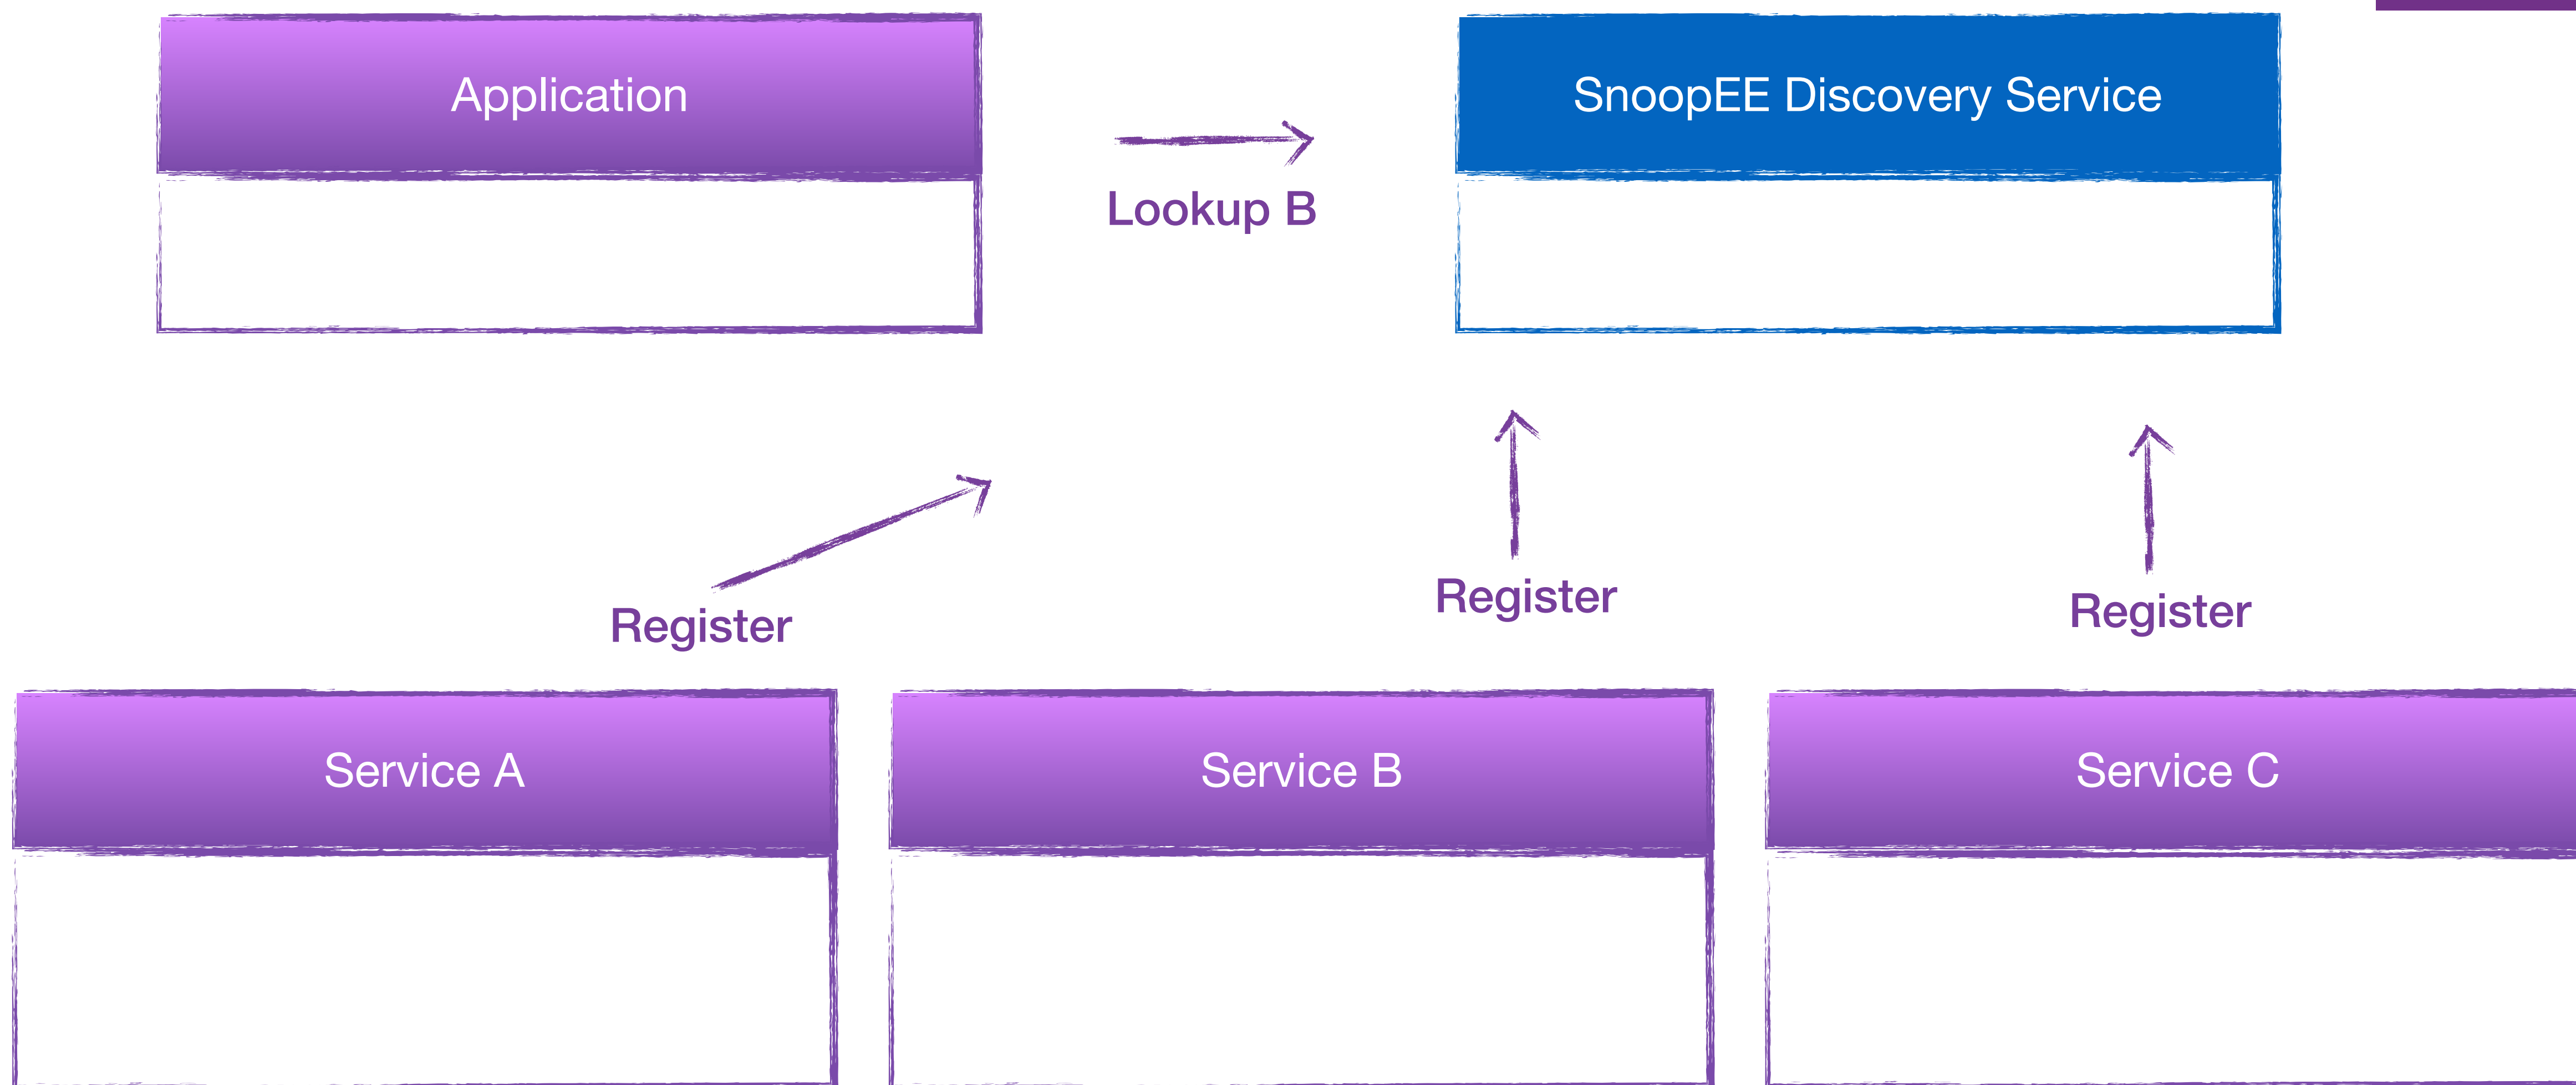 Application
SnoopEE Discovery Service
Lookup B
Register
Register
Register
Service A
Service B
Service C